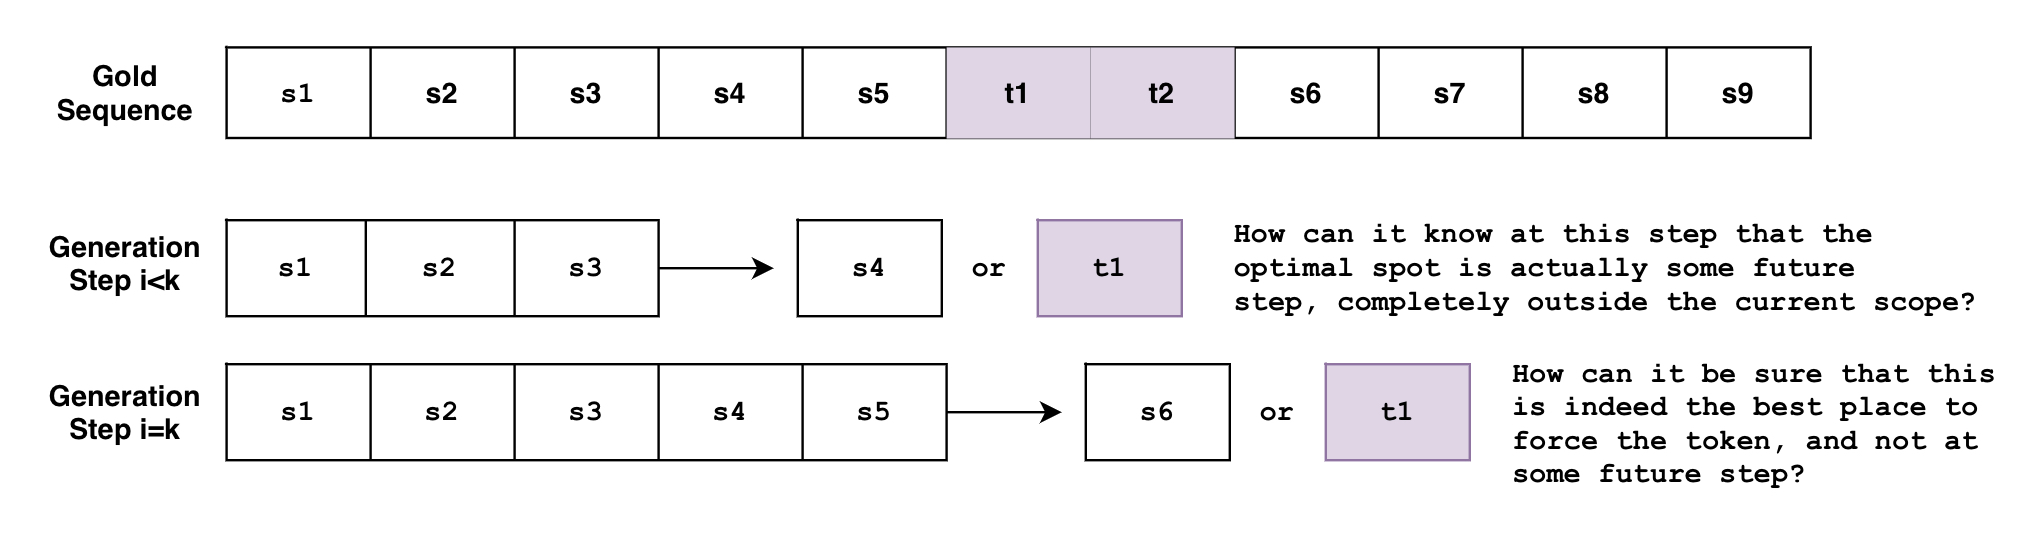 Gold
Sequence
s1 s2 s3 s4 s5 t1 t2 s6 s7 s8 s9
Generation
Step i<k
s1 s2 s3 s4 or t1
How can it know at this step that the
optimal spot is actually some future
step, completely outside the current scope?
Generation
Step i=k
s1 s2 s3 s4 s5 s6 or t1
How can it be sure that this
is indeed the best place to
force the token, and not at
some future step?